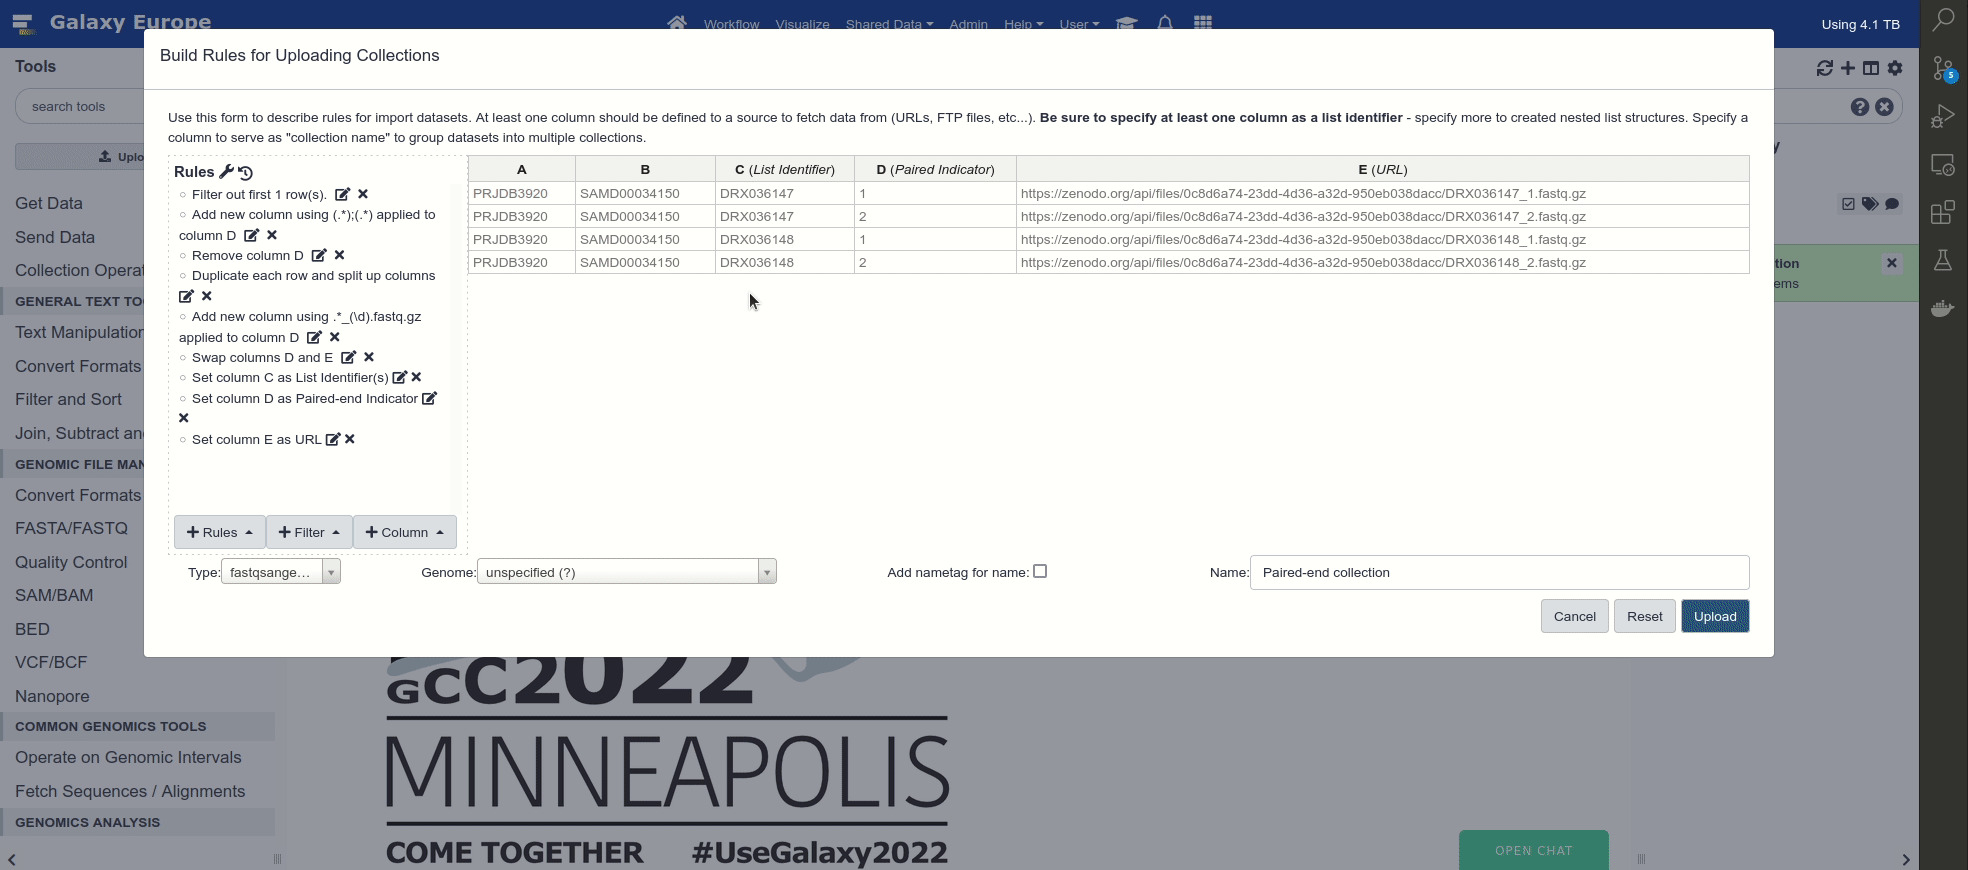 Galaxy Europe
Workflow Visualize Shared Data Admin Help User
Using 4.1 TB
Build Rules for Uploading Collections
Tools
search tools
Use this form to describe rules for import datasets. At least one column should be defined to a source to fetch data from (URLs, FTP files, etc...). Be sure to specify at least one column as a list identifier - specify more to created nested list structures. Specify a
column to serve as "collection name" to group datasets into multiple collections.
Rules
Filter out first 1 row(s).
Add new column using (.*);(.*) applied to
column D
Remove column D
Duplicate each row and split up columns
Add new column using .*_(\d).fastq.gz
applied to column D
Swap columns D and E
Set column C as List Identifier(s)
Set column D as Paired-end Indicator
Set column E as URL
Rules Filter Column
A B C (List Identifier) D (Paired Indicator) E (URL)
PRJDB3920 SAMD00034150 DRX036147 1 https://zenodo.org/api/files/0c8d6a74-23dd-4d36-a32d-950eb038dacc/DRX036147_1.fastq.gz
PRJDB3920 SAMD00034150 DRX036147 2 https://zenodo.org/api/files/0c8d6a74-23dd-4d36-a32d-950eb038dacc/DRX036147_2.fastq.gz
PRJDB3920 SAMD00034150 DRX036148 1 https://zenodo.org/api/files/0c8d6a74-23dd-4d36-a32d-950eb038dacc/DRX036148_1.fastq.gz
PRJDB3920 SAMD00034150 DRX036148 2 https://zenodo.org/api/files/0c8d6a74-23dd-4d36-a32d-950eb038dacc/DRX036148_2.fastq.gz
Type: fastqsange... Genome: unspecified (?) Add nametag for name: Name: Paired-end collection
Cancel Reset Upload
Uplo
Get Data
Send Data
Collection Operat
GENERAL TEXT TO
Text Manipulation
Convert Formats
Filter and Sort
Join, Subtract an
GENOMIC FILE MAN
Convert Formats
FASTA/FASTQ
Quality Control
SAM/BAM
BED
VCF/BCF
Nanopore
COMMON GENOMICS TOOLS
Operate on Genomic Intervals
Fetch Sequences / Alignments
GENOMICS ANALYSIS
y
tion
ems
5
GCC2022
MINNEAPOLIS
COME TOGETHER #UseGalaxy2022
OPEN CHAT